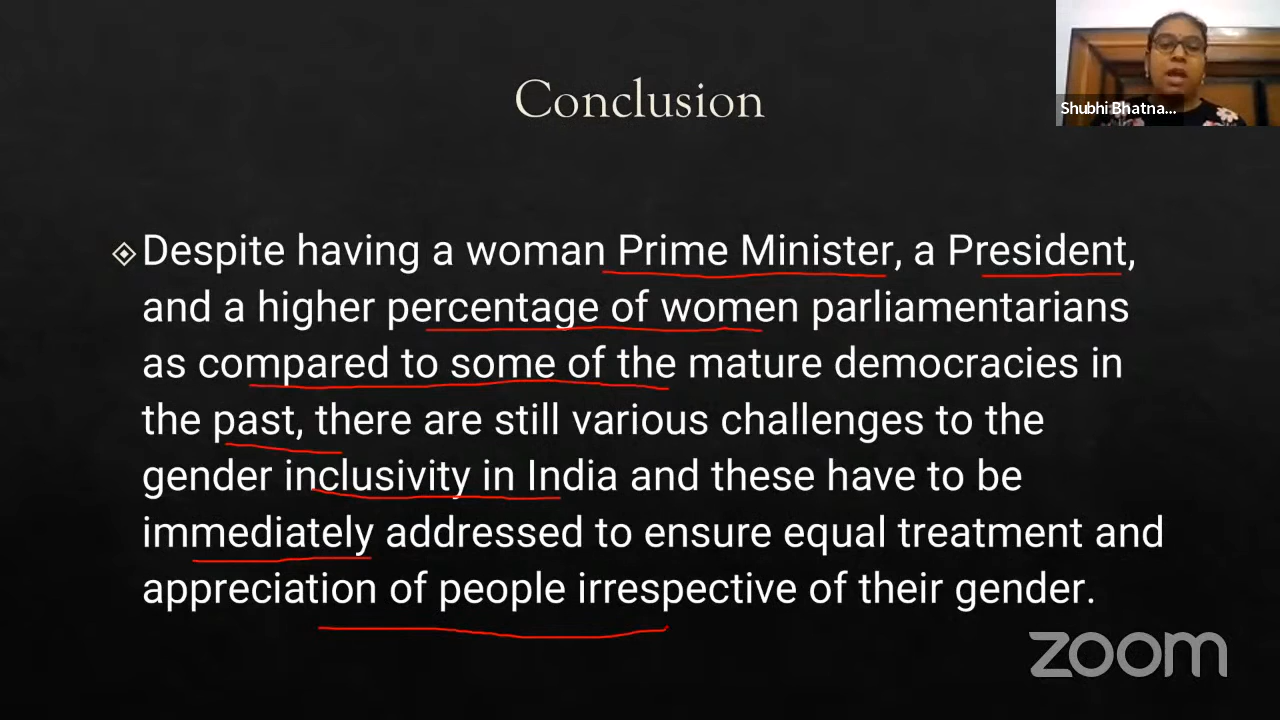 Conclusion
Shubhi Bhatna...
Despite having a woman Prime Minister, a President,
and a higher percentage of women parliamentarians
as compared to some of the mature democracies in
the past, there are still various challenges to the
gender inclusivity in India and these have to be
immediately addressed to ensure equal treatment and
appreciation of people irrespective of their gender.
zoom